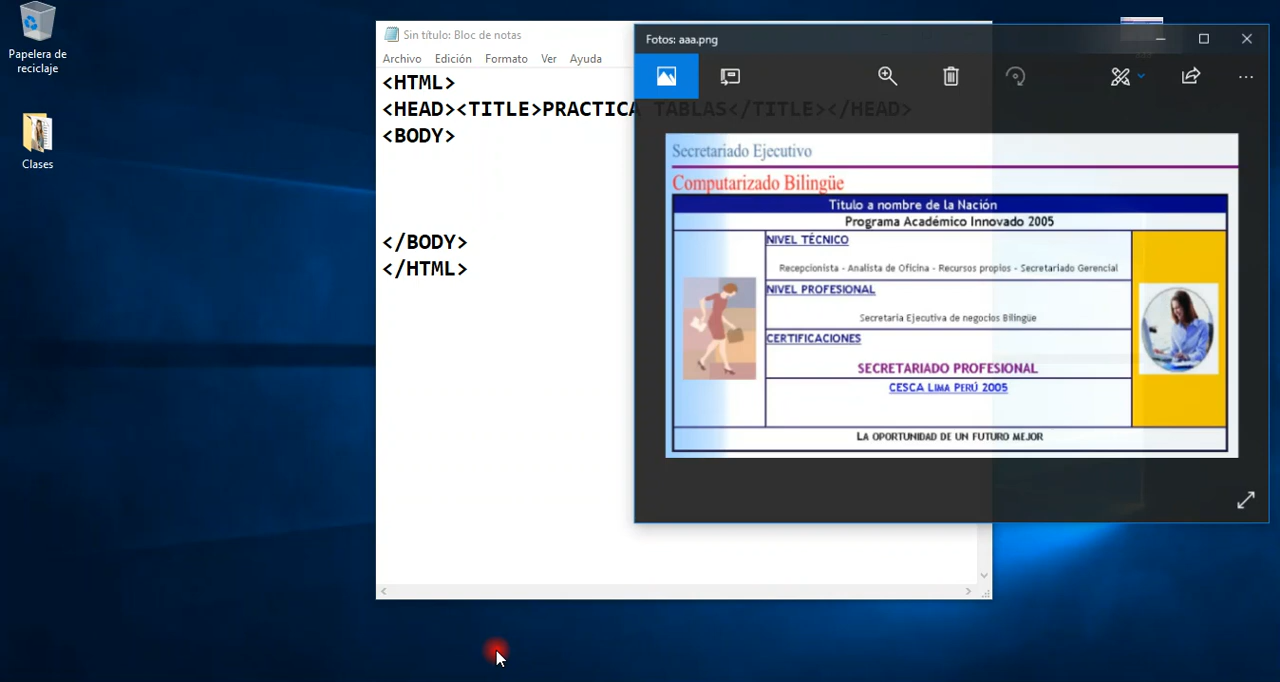 Papelera de
reciclaje
Clases
Sin título: Bloc de notas
Archivo Edición Formato Ver Ayuda
<HTML>
<HEAD><TITLE>PRACTICA TABLAS</TITLE></HEAD>
<BODY>
</BODY>
</HTML>
Fotos: aaa.png
Secretariado Ejecutivo
Computarizado Bilingüe
Título a nombre de la Nación
Programa Académico Innovado 2005
NIVEL TÉCNICO
Recepcionista - Analista de Oficina - Recursos propios - Secretariado Gerencial
NIVEL PROFESIONAL
Secretaria Ejecutiva de negocios Bilingüe
CERTIFICACIONES
SECRETARIADO PROFESIONAL
CESCA LIMA PERÚ 2005
LA OPORTUNIDAD DE UN FUTURO MEJOR